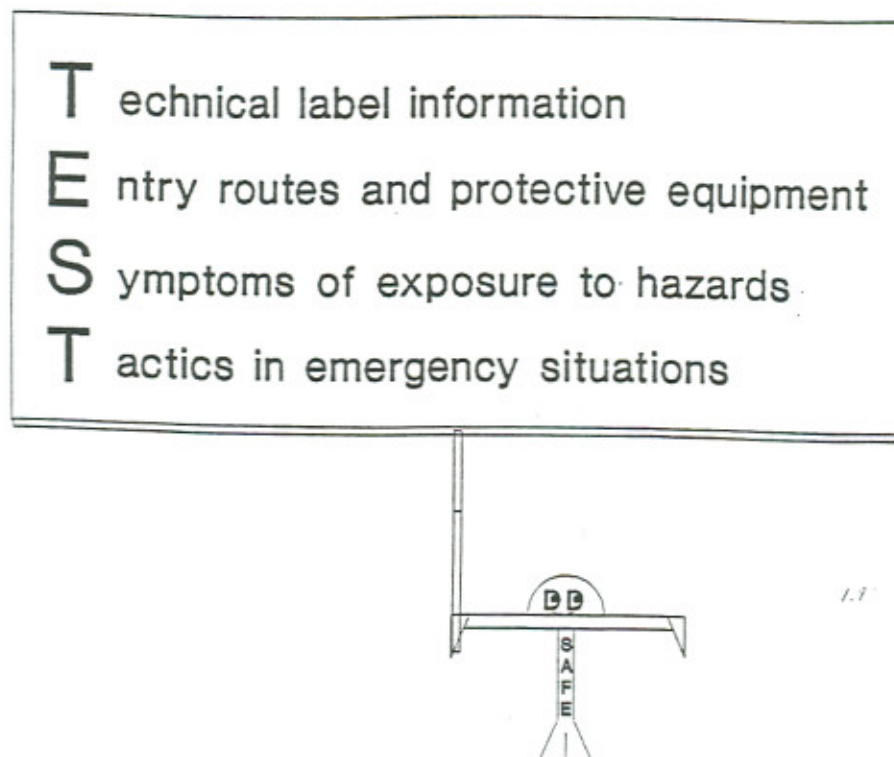 Technical label information
Entry routes and protective equipment
Symptoms of exposure to hazards
Tactics in emergency situations
SAFE